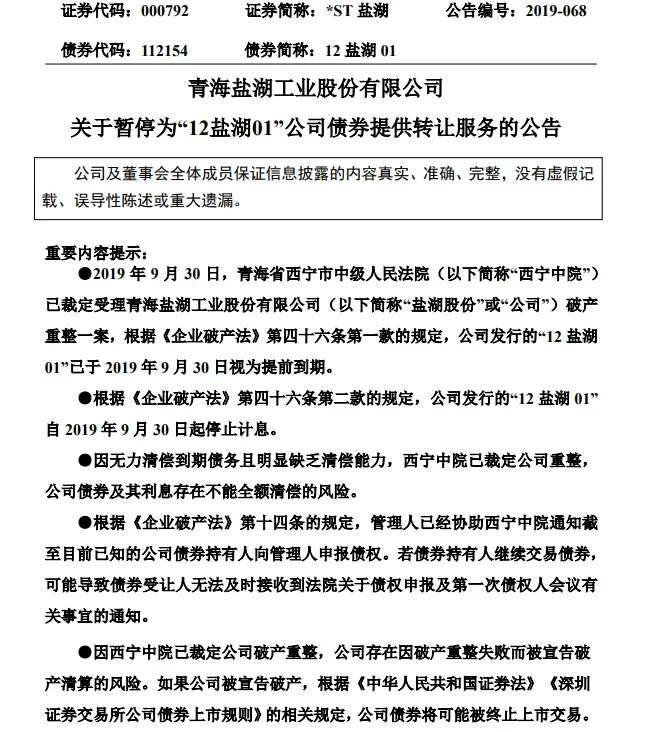 证券代码：000792 证券简称：*ST 盐湖 公告编号：2019-068
债券代码：112154 债券简称：12 盐湖 01
青海盐湖工业股份有限公司
关于暂停为“12盐湖01”公司债券提供转让服务的公告
公司及董事会全体成员保证信息披露的内容真实、准确、完整，没有虚假记
载、误导性陈述或重大遗漏。
重要内容提示：
●2019 年 9 月 30 日，青海省西宁市中级人民法院（以下简称“西宁中院”）
已裁定受理青海盐湖工业股份有限公司（以下简称“盐湖股份”或“公司”）破产
重整一案，根据《企业破产法》第四十六条第一款的规定，公司发行的“12 盐湖
01”已于 2019 年 9 月 30 日视为提前到期。
●根据《企业破产法》第四十六条第二款的规定，公司发行的“12 盐湖 01”
自 2019 年 9 月 30 日起停止计息。
●因无力清偿到期债务且明显缺乏清偿能力，西宁中院已裁定公司重整，
公司债券及其利息存在不能全额清偿的风险。
●根据《企业破产法》第十四条的规定，管理人已经协助西宁中院通知截
至目前已知的公司债券持有人向管理人申报债权。若债券持有人继续交易债券，
可能导致债券受让人无法及时接收到法院关于债权申报及第一次债权人会议有
关事宜的通知。
●因西宁中院已裁定公司破产重整，公司存在因破产重整失败而被宣告破
产清算的风险。如果公司被宣告破产，根据《中华人民共和国证券法》《深圳
证券交易所公司债券上市规则》的相关规定，公司债券将可能被终止上市交易。